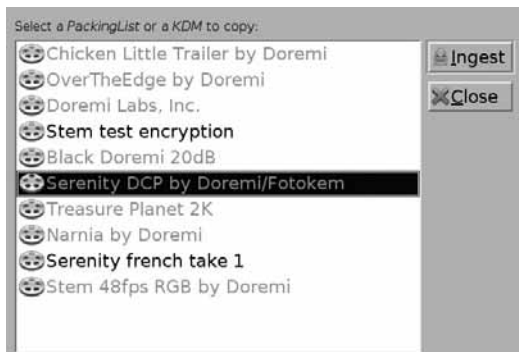 Select a PackingList or a KDM to copy:
Chicken Little Trailer by Doremi
OverTheEdge by Doremi
Doremi Labs, Inc.
Stem test encryption
Black Doremi 20dB
Serenity DCP by Doremi/Fotokem
Treasure Planet 2K
Narnia by Doremi
Serenity french take 1
Stem 48fps RGB by Doremi
Ingest
Close